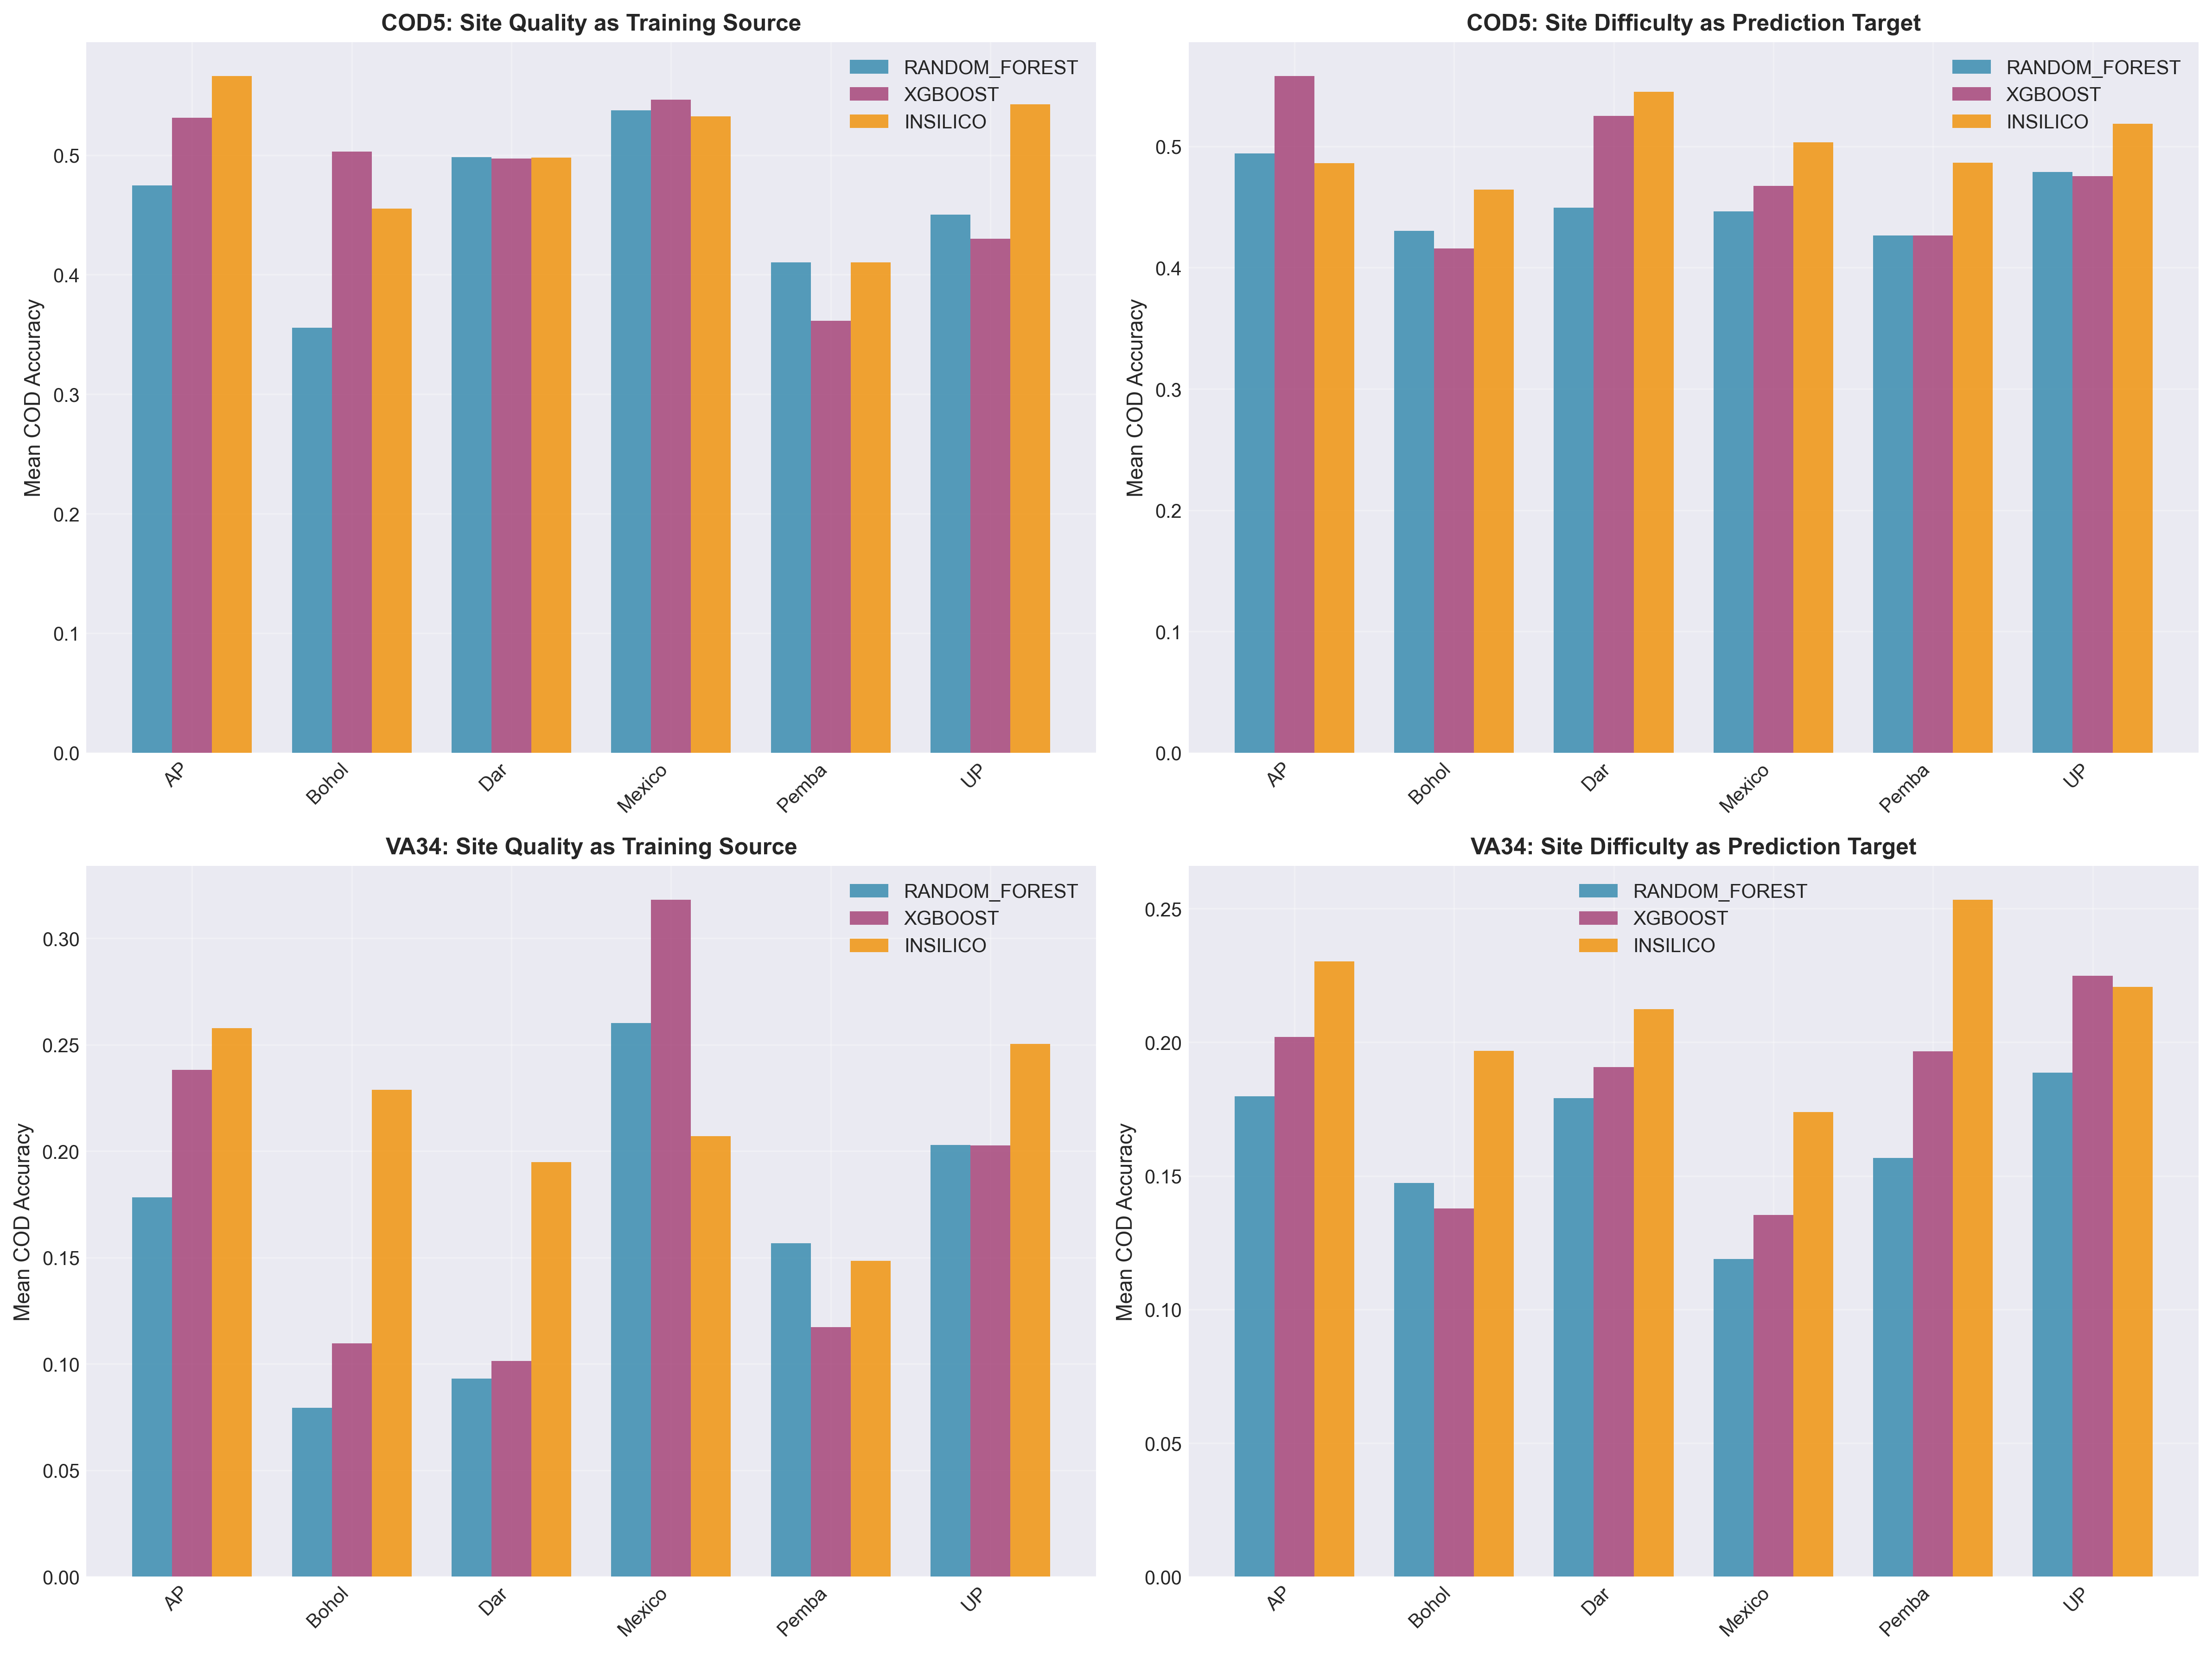 COD5: Site Quality as Training Source
RANDOM_FOREST
XGBOOST
INSILICO
Mean COD Accuracy
0.5
0.4
0.3
0.2
0.1
0.0
AP
Bohol
Dar
Mexico
Pemba
UP
COD5: Site Difficulty as Prediction Target
RANDOM_FOREST
XGBOOST
INSILICO
Mean COD Accuracy
0.5
0.4
0.3
0.2
0.1
0.0
AP
Bohol
Dar
Mexico
Pemba
UP
VA34: Site Quality as Training Source
RANDOM_FOREST
XGBOOST
INSILICO
Mean COD Accuracy
0.30
0.25
0.20
0.15
0.10
0.05
0.00
AP
Bohol
Dar
Mexico
Pemba
UP
VA34: Site Difficulty as Prediction Target
RANDOM_FOREST
XGBOOST
INSILICO
Mean COD Accuracy
0.25
0.20
0.15
0.10
0.05
0.00
AP
Bohol
Dar
Mexico
Pemba
UP